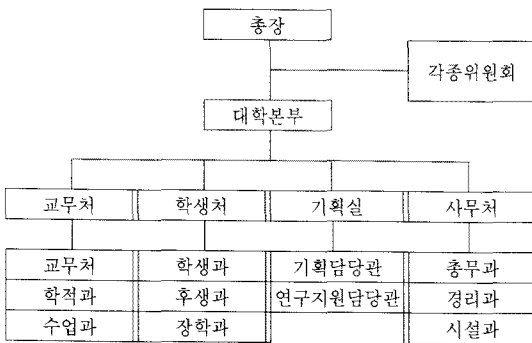 총장
각종위원회
대학본부
교무처 학생처 기획실 사무처
교무처 학생과 기획담당관 총무과
학적과 후생과 연구지원담당관 경리과
수업과 장학과 시설과